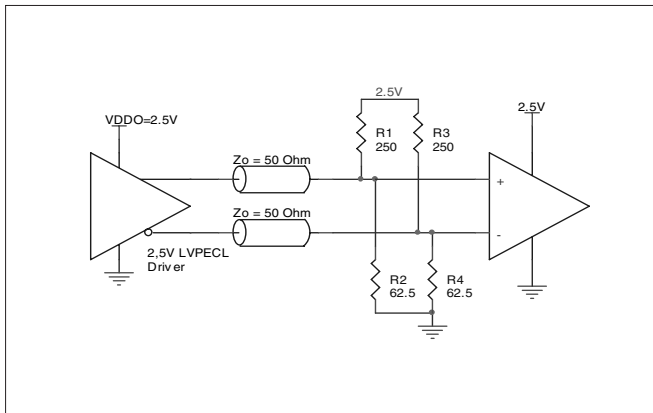 2.5V
2.5V
VDDO=2.5V
R1
250
R3
250
Zo = 50 Ohm
+
Zo = 50 Ohm
-
2,5V LVPECL
Driver
R2
62.5
R4
62.5